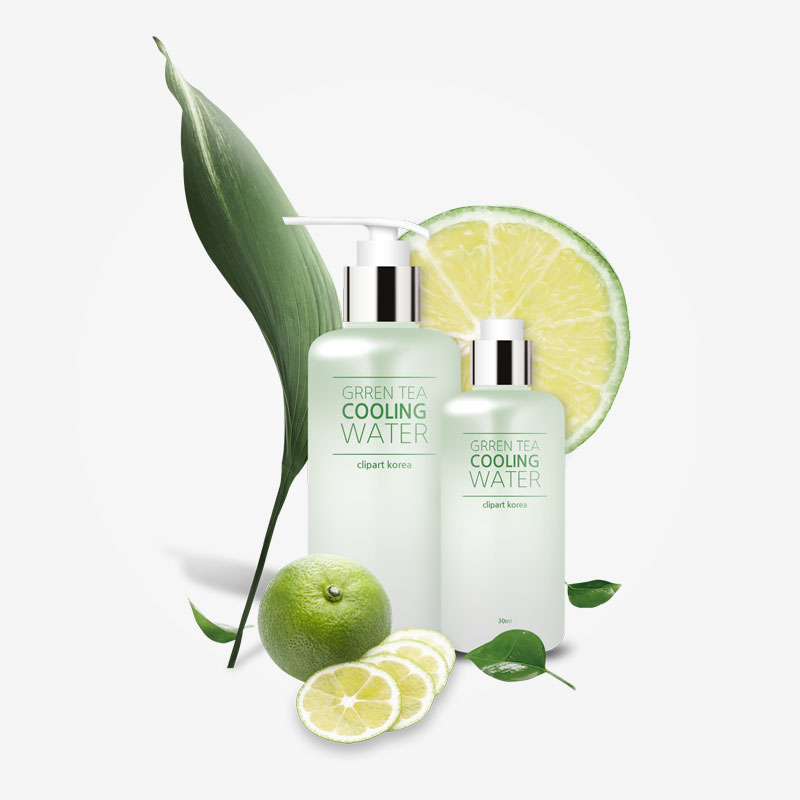 GRREN TEA
COOLING
WATER
clipart korea
GRREN TEA
COOLING
WATER
clipart korea
30ml